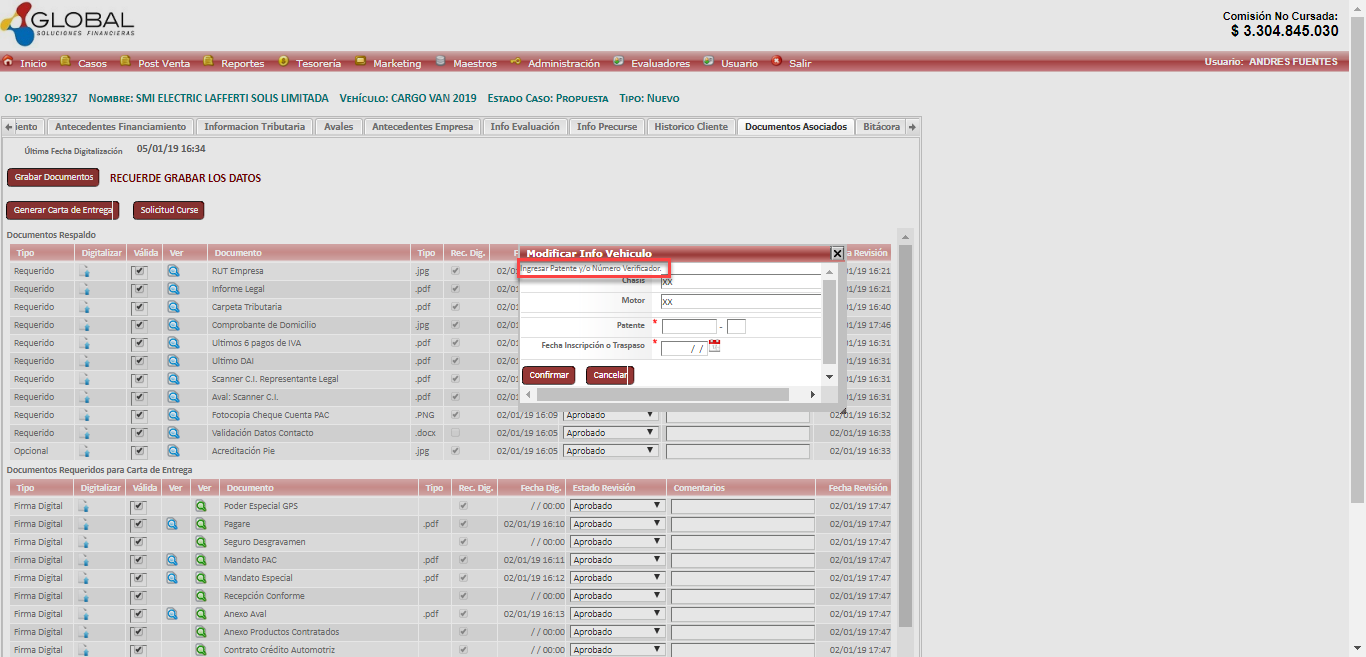 GLOBAL
SOLUCIONES FINANCIERAS
Comisión No Cursada:
$ 3.304.845.030
Inicio Casos Post Venta Reportes Tesorería Marketing Maestros Administración Evaluadores Usuario Salir Usuario: ANDRES FUENTES
Op: 190289327 Nombre: SMI ELECTRIC LAFFERTI SOLIS LIMITADA Vehículo: CARGO VAN 2019 Estado Caso: Propuesta Tipo: Nuevo
iento Antecedentes Financiamiento Informacion Tributaria Avales Antecedentes Empresa Info Evaluación Info Precurse Historico Cliente Documentos Asociados Bitácora
Última Fecha Digitalización 05/01/19 16:34
Grabar Documentos RECUERDE GRABAR LOS DATOS
Generar Carta de Entrega Solicitud Curse
Documentos Respaldo
Tipo Digitalizar Válida Ver Documento Tipo Rec. Dig. F a Revisión
Requerido RUT Empresa .jpg 02/01 01/19 16:21
Requerido Informe Legal .pdf 02/01 01/19 16:21
Requerido Carpeta Tributaria .pdf 02/01 01/19 16:40
Requerido Comprobante de Domicilio .jpg 02/01 01/19 17:46
Requerido Ultimos 6 pagos de IVA .pdf 02/01 01/19 16:31
Requerido Ultimo DAI .pdf 02/01 01/19 16:31
Requerido Scanner C.I. Representante Legal .pdf 02/01 01/19 16:31
Requerido Aval: Scanner C.I. .pdf 02/01 01/19 16:31
Requerido Fotocopia Cheque Cuenta PAC .PNG 02/01/19 16:09 Aprobado 02/01/19 16:32
Requerido Validación Datos Contacto .docx 02/01/19 16:05 Aprobado 02/01/19 16:33
Opcional Acreditación Pie .jpg 02/01/19 16:05 Aprobado 02/01/19 16:33
Modificar Info Vehiculo
Ingresar Patente y/o Número Verificador.
Chasis XX
Motor XX
Patente * -
Fecha Inscripción o Traspaso * / /
Confirmar Cancelar
Documentos Requeridos para Carta de Entrega
Tipo Digitalizar Válida Ver Ver Documento Tipo Rec. Dig. Fecha Dig. Estado Revisión Comentarios Fecha Revisión
Firma Digital Poder Especial GPS / / 00:00 Aprobado 02/01/19 17:47
Firma Digital Pagare .pdf 02/01/19 16:10 Aprobado 02/01/19 17:47
Firma Digital Seguro Desgravamen / / 00:00 Aprobado 02/01/19 17:47
Firma Digital Mandato PAC .pdf 02/01/19 16:11 Aprobado 02/01/19 17:47
Firma Digital Mandato Especial .pdf 02/01/19 16:12 Aprobado 02/01/19 17:47
Firma Digital Recepción Conforme / / 00:00 Aprobado 02/01/19 17:47
Firma Digital Anexo Aval .pdf 02/01/19 16:13 Aprobado 02/01/19 17:47
Firma Digital Anexo Productos Contratados / / 00:00 Aprobado 02/01/19 17:47
Firma Digital Contrato Crédito Automotriz / / 00:00 Aprobado 02/01/19 17:47